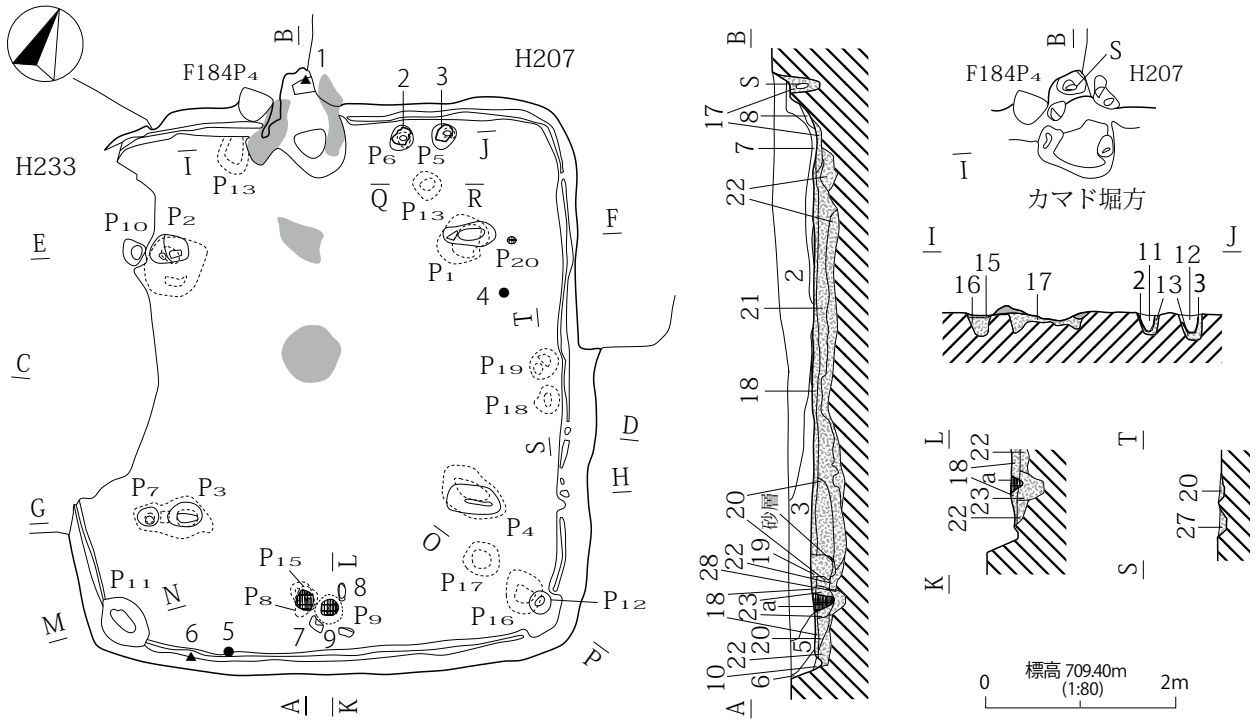 B
1
H207
F184P4
2
3
H233
I
P13
P6
P5
J
Q
P13
R
P10
P2
E
F
P1
P20
4
T
C
P19
P18
S
D
H
G
P7
P3
P4
O
P17
P15
L
8
P11
N
P8
P9
P16
P12
M
6
5
7
9
P
A
K
B
S
17
8
7
22
2
21
18
3
砂層
20
19
22
28
18
23
a
20
5
22
10
6
A
B
S
F184P4
H207
I
カマド堀方
I
J
16
15
17
2
11
13
12
3
L
22
18
a
23
22
K
T
20
27
S
標高 709.40m
(1:80)
0
2m